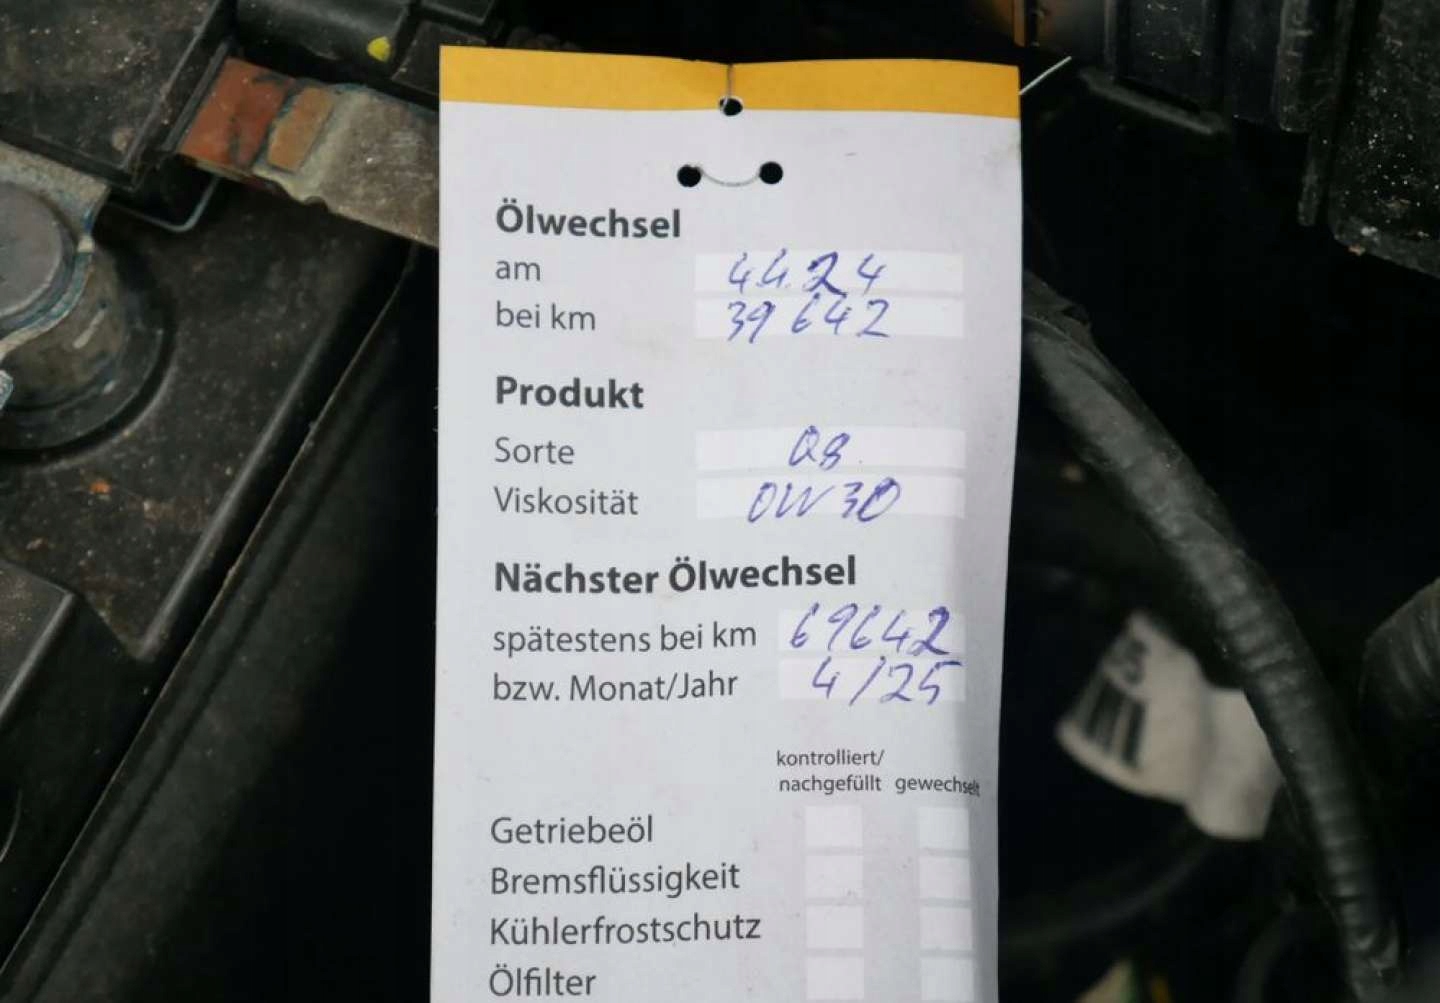 Ölwechsel
am 4.4.24
bei km 39642
Produkt
Sorte Q8
Viskosität 0W30
Nächster Ölwechsel
spätestens bei km 69642
bzw. Monat/Jahr 4/25
kontrolliert/
nachgefüllt gewechselt
Getriebeöl
Bremsflüssigkeit
Kühlerfrostschutz
Ölfilter